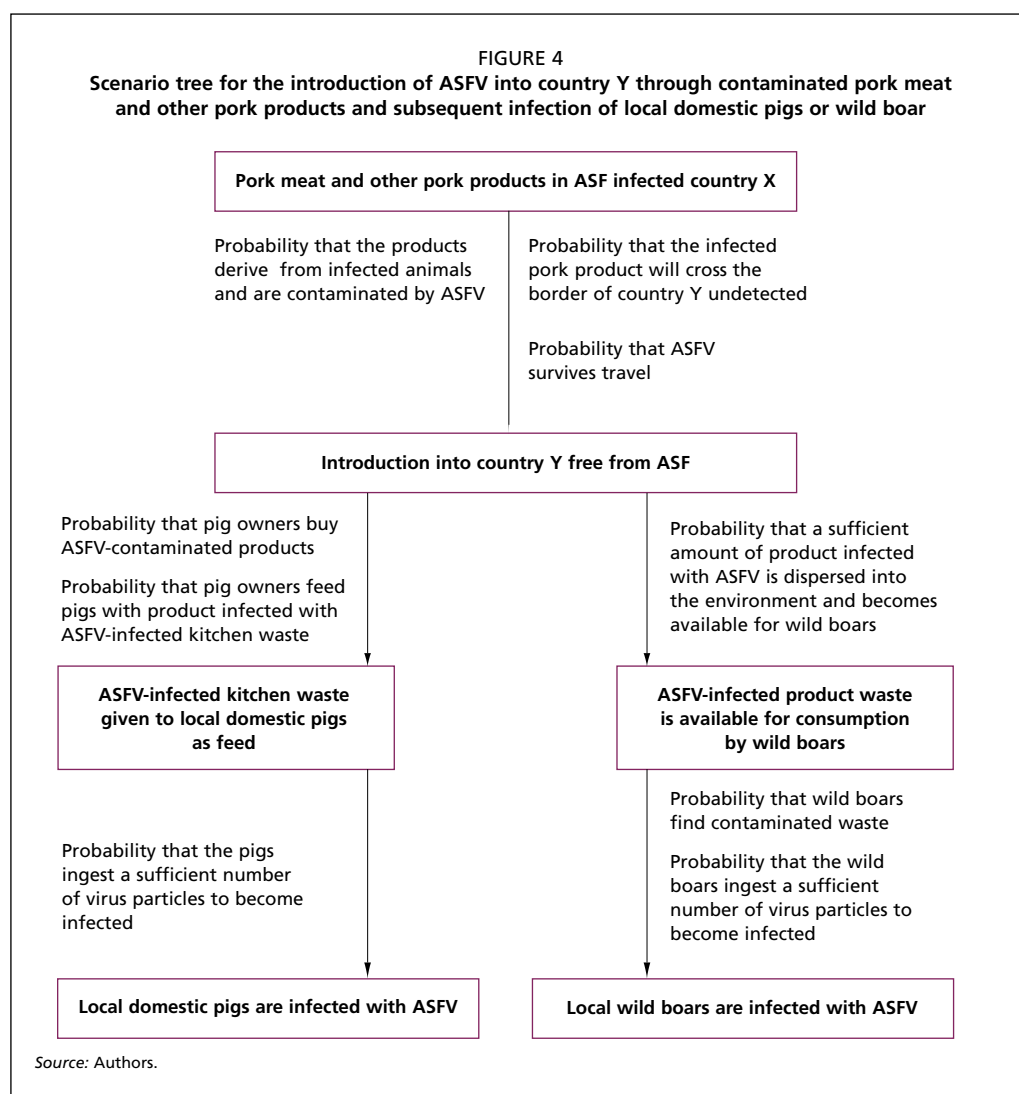 FIGURE 4
Scenario tree for the introduction of ASFV into country Y through contaminated pork meat
and other pork products and subsequent infection of local domestic pigs or wild boar
Pork meat and other pork products in ASF infected country X
Probability that the products
derive from infected animals
and are contaminated by ASFV
Probability that the infected
pork product will cross the
border of country Y undetected
Probability that ASFV
survives travel
Introduction into country Y free from ASF
Probability that pig owners buy
ASFV-contaminated products
Probability that pig owners feed
pigs with product infected with
ASFV-infected kitchen waste
Probability that a sufficient
amount of product infected
with ASFV is dispersed into
the environment and becomes
available for wild boars
ASFV-infected kitchen waste
given to local domestic pigs
as feed
ASFV-infected product waste
is available for consumption
by wild boars
Probability that the pigs
ingest a sufficient number
of virus particles to become
infected
Probability that wild boars
find contaminated waste
Probability that the wild
boars ingest a sufficient
number of virus particles to
become infected
Local domestic pigs are infected with ASFV
Local wild boars are infected with ASFV
Source: Authors.